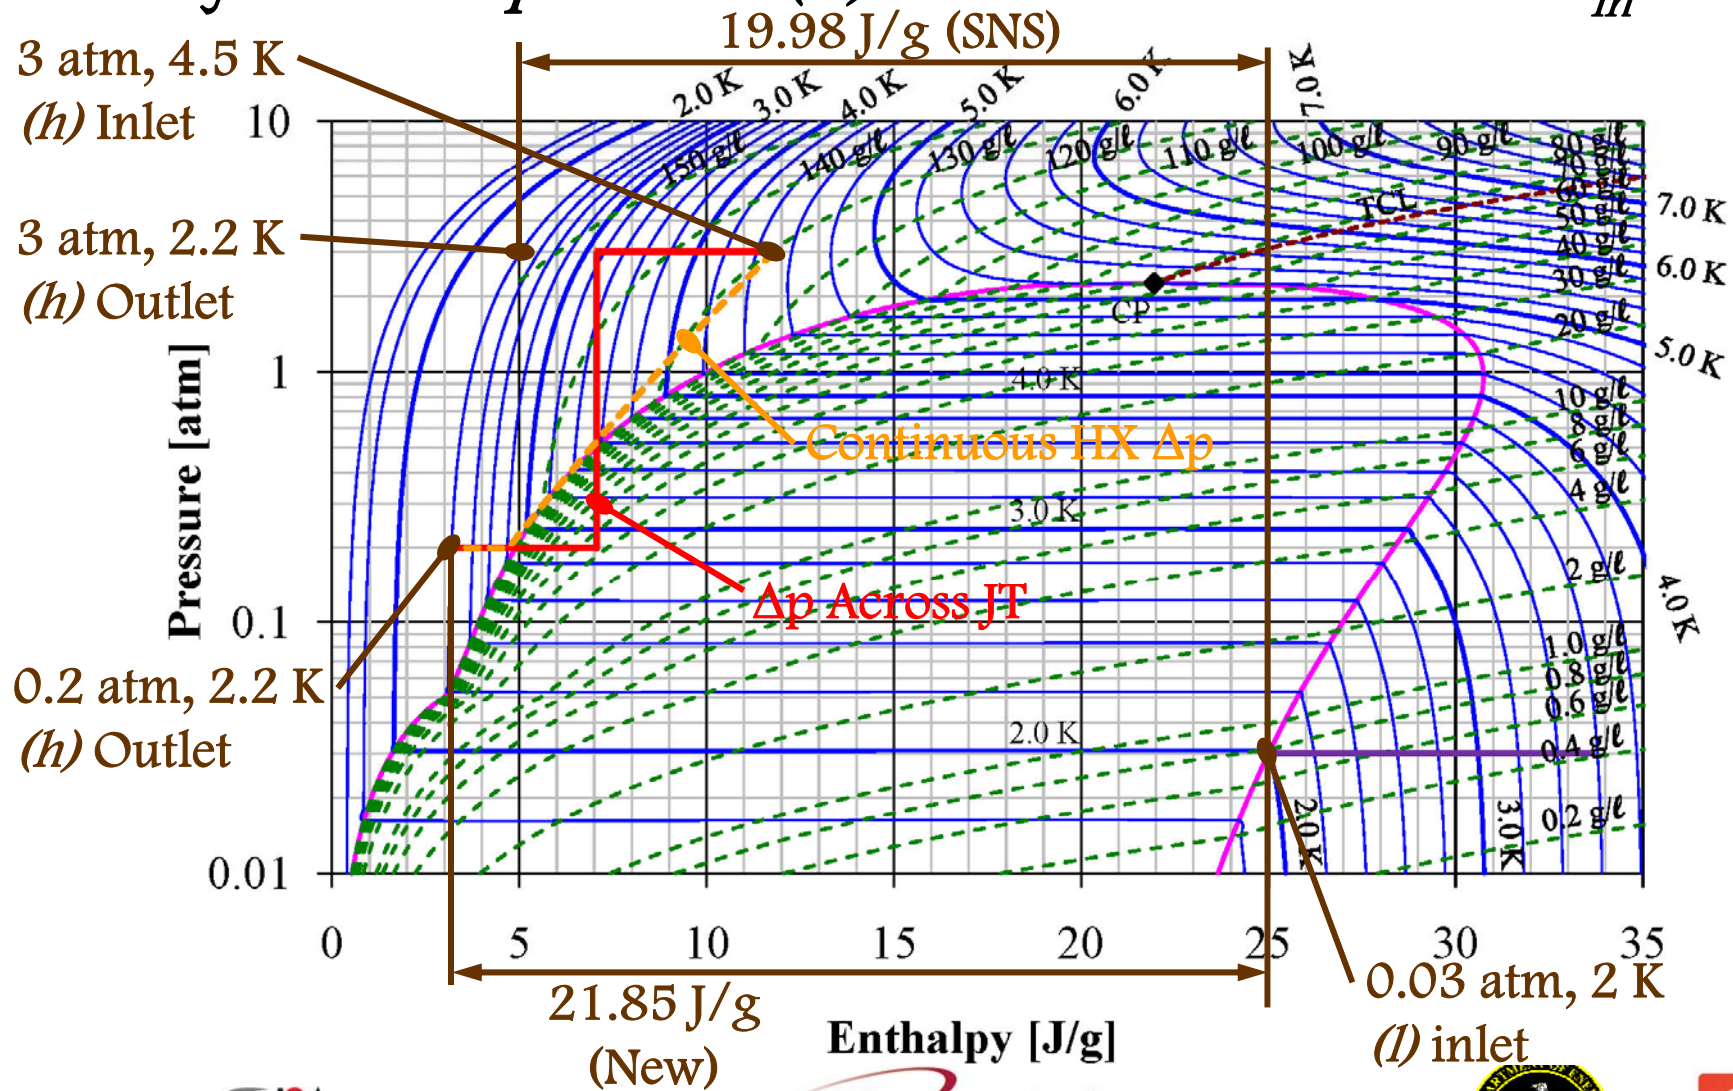 19.98 J/g (SNS)
in
3 atm, 4.5 K
(h) Inlet
2.0 K
3.0 K
4.0 K
5.0 K
6.0 K
7.0 K
10
150 g/ℓ
140 g/ℓ
130 g/ℓ
120 g/ℓ
110 g/ℓ
100 g/ℓ
90 g/ℓ
80 g/ℓ
70 g/ℓ
60 g/ℓ
50 g/ℓ
40 g/ℓ
30 g/ℓ
20 g/ℓ
TCL
7.0 K
6.0 K
5.0 K
3 atm, 2.2 K
(h) Outlet
CP
Pressure [atm]
1
4.0 K
10 g/ℓ
8 g/ℓ
6 g/ℓ
4 g/ℓ
Continuous HX Δp
3.0 K
2 g/ℓ
4.0 K
Δp Across JT
0.1
1.0 g/ℓ
0.8 g/ℓ
0.6 g/ℓ
0.4 g/ℓ
0.2 g/ℓ
0.2 atm, 2.2 K
(h) Outlet
2.0 K
2.0 K
3.0 K
0.01
0
5
10
15
20
25
30
35
21.85 J/g
(New)
Enthalpy [J/g]
0.03 atm, 2 K
(l) inlet